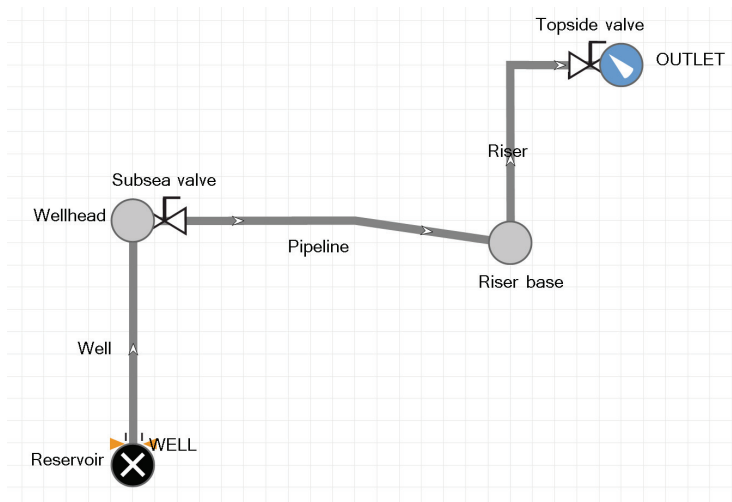 Topside valve
OUTLET
Riser
Subsea valve
Wellhead
Pipeline
Riser base
Well
WELL
Reservoir